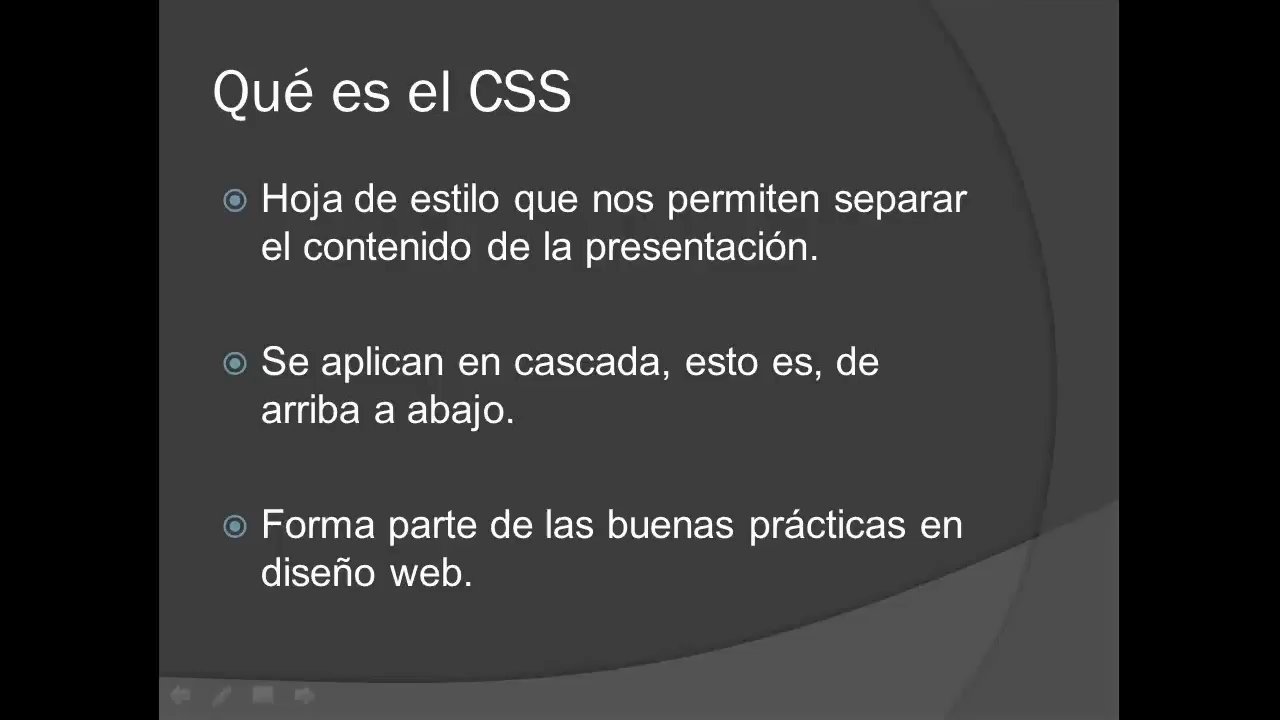 Qué es el CSS
Hoja de estilo que nos permiten separar
el contenido de la presentación.
Se aplican en cascada, esto es, de
arriba a abajo.
Forma parte de las buenas prácticas en
diseño web.